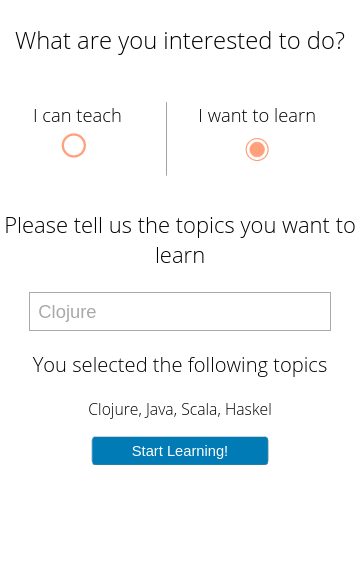 What are you interested to do?
I can teach
I want to learn
Please tell us the topics you want to
learn
Clojure
You selected the following topics
Clojure, Java, Scala, Haskel
Start Learning!